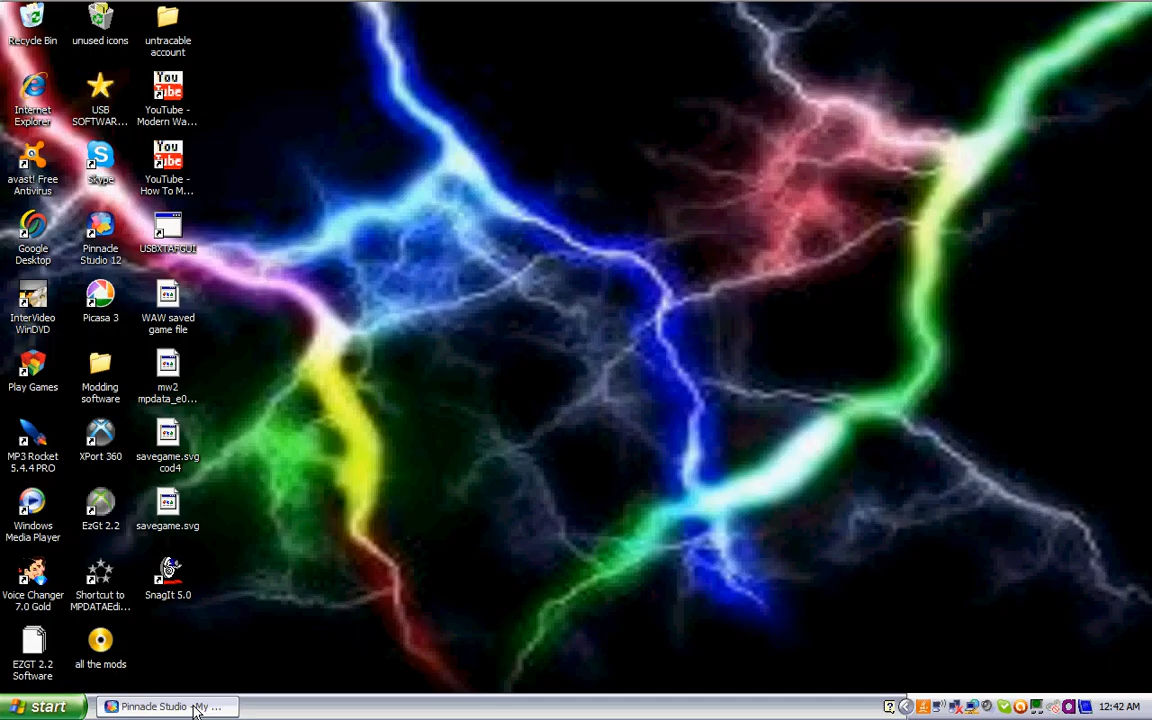 Recycle Bin
unused icons
untracable
account
Internet
Explorer
USB
SOFTWAR...
You
Tube
YouTube -
Modern Wa...
avast! Free
Antivirus
Skype
You
Tube
YouTube -
How To M...
Google
Desktop
Pinnacle
Studio 12
USBXTAFGUI
InterVideo
WinDVD
Picasa 3
WAW saved
game file
Play Games
Modding
software
mw2
mpdata_e0...
MP3 Rocket
5.4.4 PRO
XPort 360
savegame.svg
cod4
Windows
Media Player
EzGt 2.2
savegame.svg
Voice Changer
7.0 Gold
Shortcut to
MPDATAEdi...
SnagIt 5.0
EZGT 2.2
Software
all the mods
start
Pinnacle Studio - My ...
12:42 AM